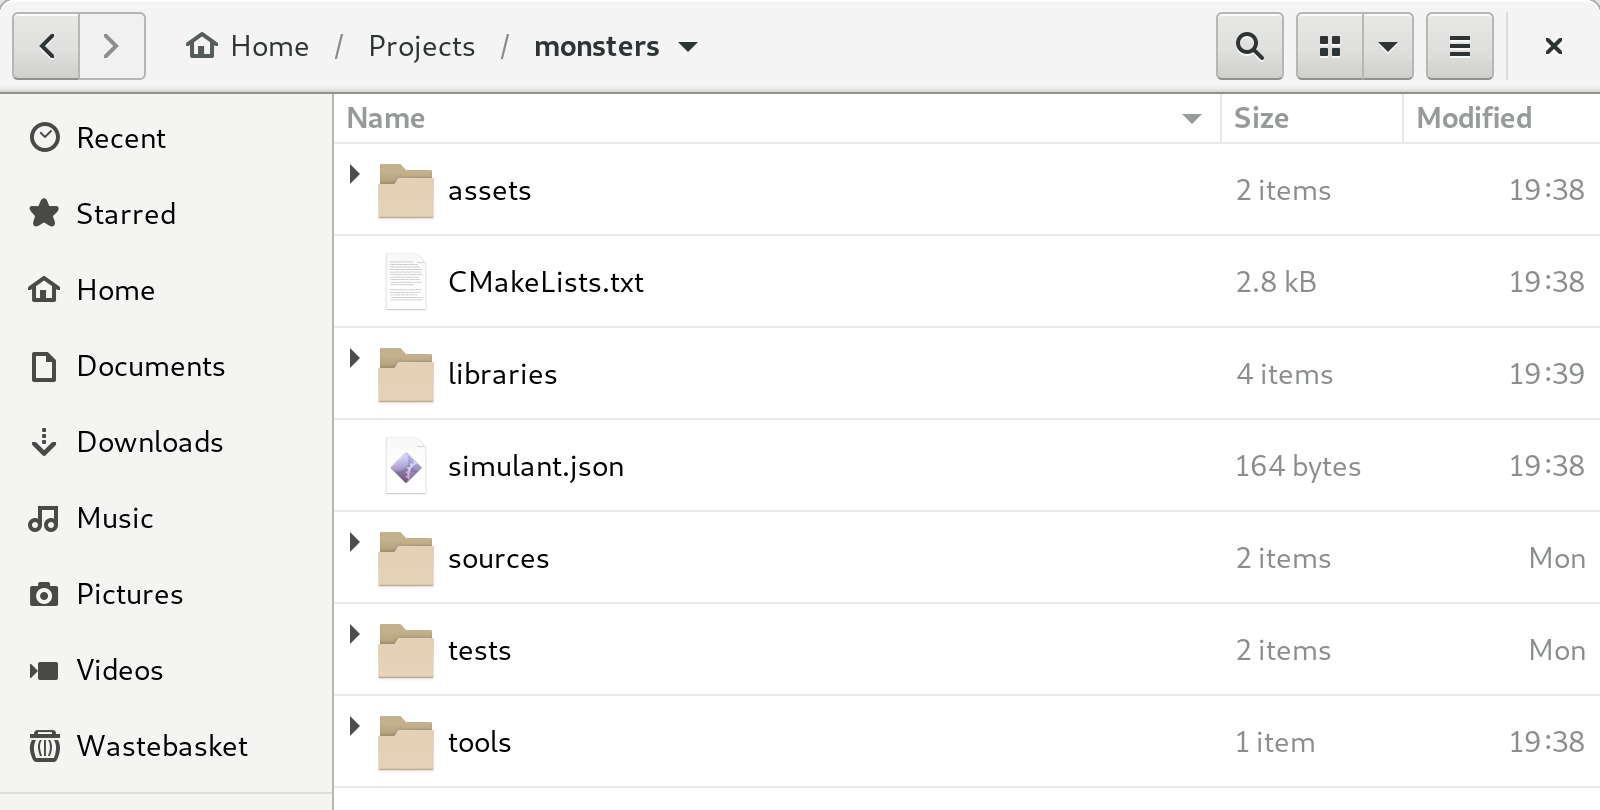 Home / Projects / monsters
Name Size Modified
Recent
Starred
Home
Documents
Downloads
Music
Pictures
Videos
Wastebasket
assets 2 items 19:38
CMakeLists.txt 2.8 kB 19:38
libraries 4 items 19:39
simulant.json 164 bytes 19:38
sources 2 items Mon
tests 2 items Mon
tools 1 item 19:38